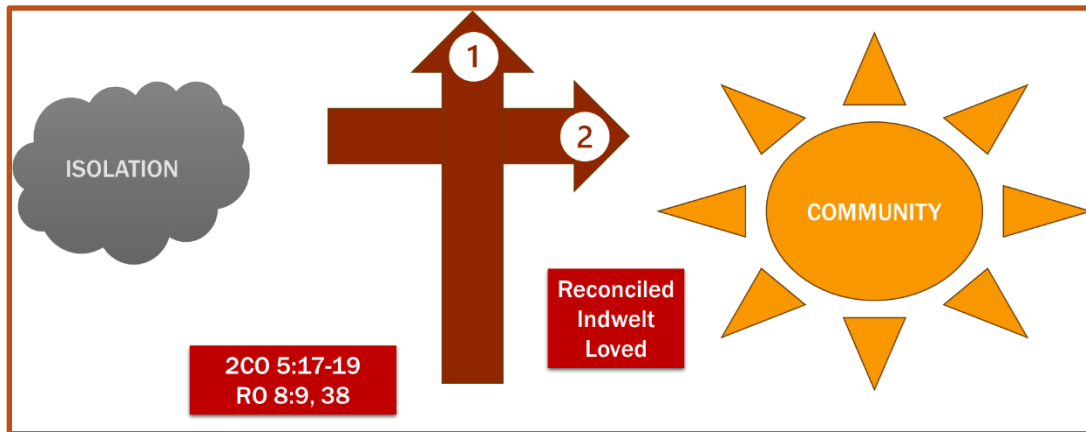 ISOLATION
1
2
COMMUNITY
Reconciled
Indwelt
Loved
2CO 5:17-19
RO 8:9, 38